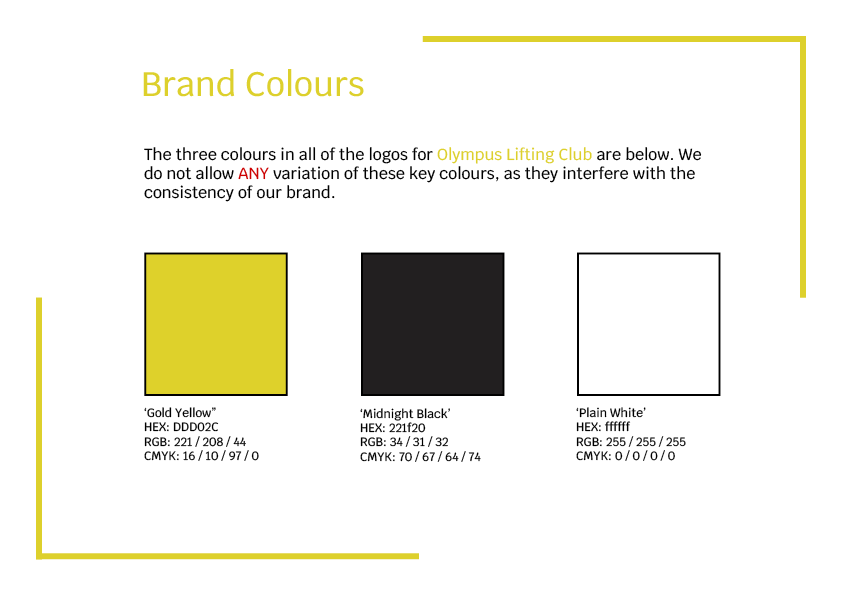 Brand Colours
The three colours in all of the logos for Olympus Lifting Club are below. We
do not allow ANY variation of these key colours, as they interfere with the
consistency of our brand.
‘Gold Yellow”
HEX: DDD02C
RGB: 221 / 208 / 44
CMYK: 16 / 10 / 97 / 0
‘Midnight Black’
HEX: 221f20
RGB: 34 / 31 / 32
CMYK: 70 / 67 / 64 / 74
‘Plain White’
HEX: ffffff
RGB: 255 / 255 / 255
CMYK: 0 / 0 / 0 / 0